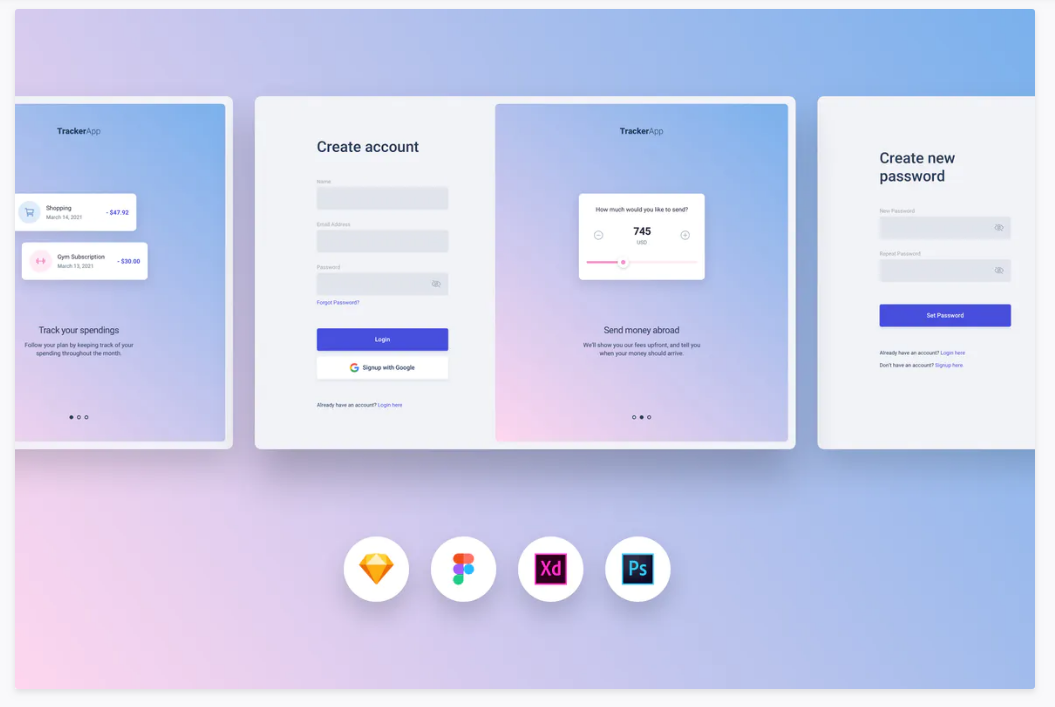 TrackerApp
Shopping
March 14, 2021
- $47.92
Gym Subscription
March 13, 2021
- $30.00
Track your spendings
Follow your plan by keeping track of your
spending throughout the month.
Create account
Name
Email Address
Password
Forgot Password?
Login
Signup with Google
Already have an account? Login here
TrackerApp
How much would you like to send?
745
USD
Send money abroad
We'll show you our fees upfront, and tell you
when your money should arrive.
Create new
password
New Password
Repeat Password
Set Password
Already have an account? Login here
Don't have an account? Signup here
Xd
Ps